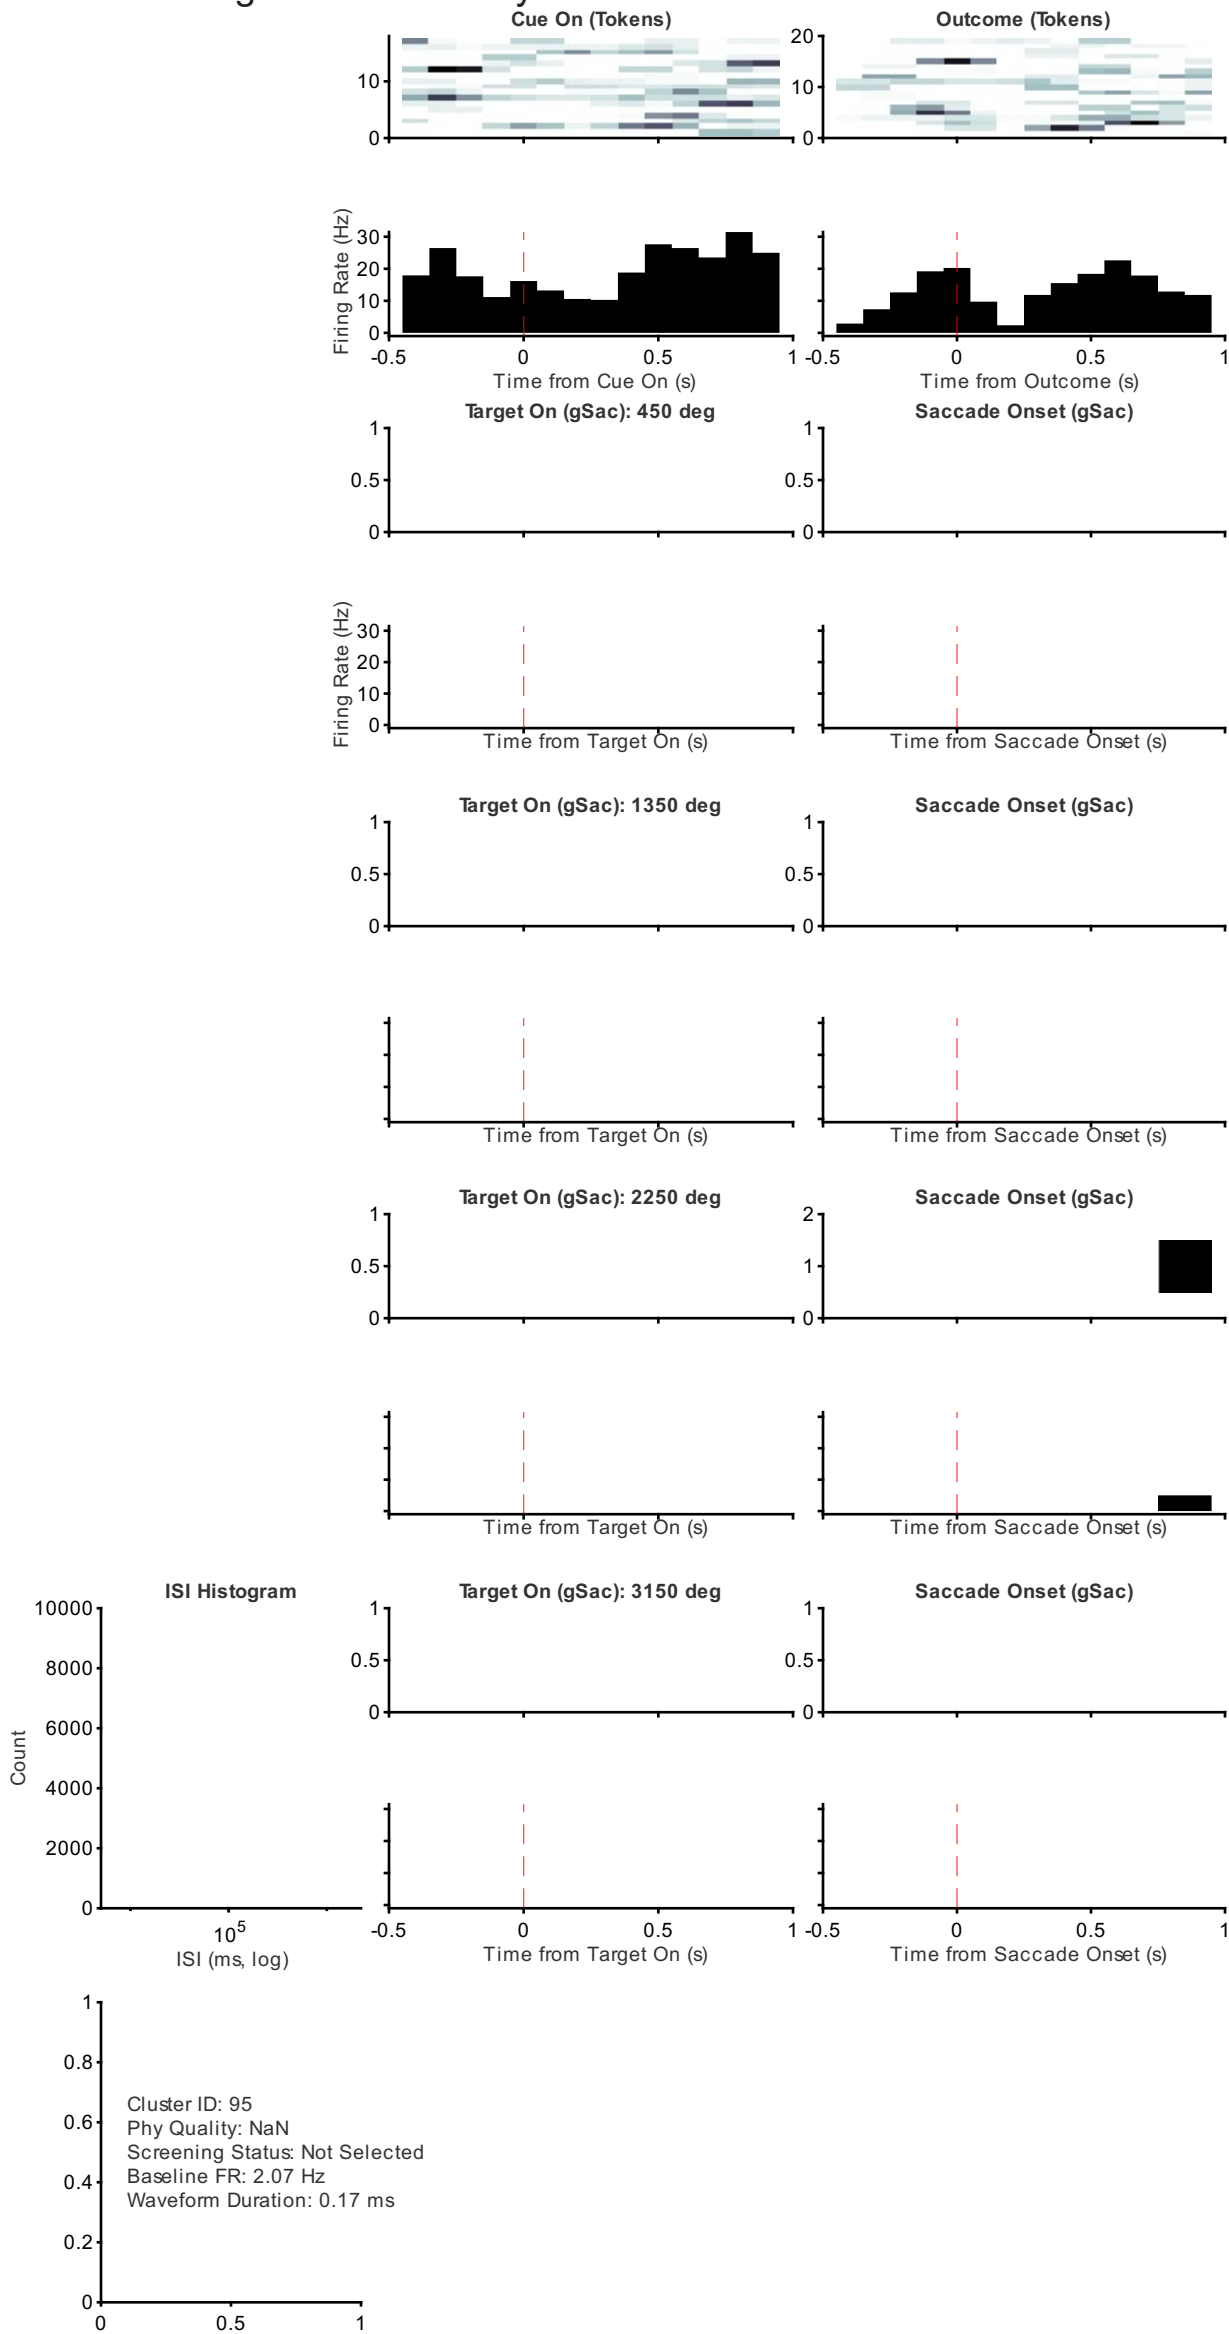 Cue On (Tokens)
Outcome (Tokens)
10
0
20
10
0
Firing Rate (Hz)
30
20
10
0
-0.5 0 0.5 1
-0.5 0 0.5 1
Time from Cue On (s)
Time from Outcome (s)
Target On (gSac): 450 deg
Saccade Onset (gSac)
1
0.5
0
1
0.5
0
Firing Rate (Hz)
30
20
10
0
Time from Target On (s)
Time from Saccade Onset (s)
Target On (gSac): 1350 deg
Saccade Onset (gSac)
1
0.5
0
1
0.5
0
Time from Target On (s)
Time from Saccade Onset (s)
Target On (gSac): 2250 deg
Saccade Onset (gSac)
1
0.5
0
2
1
0
Time from Target On (s)
Time from Saccade Onset (s)
ISI Histogram
Target On (gSac): 3150 deg
Saccade Onset (gSac)
10000
8000
6000
4000
2000
0
Count
10^5
ISI (ms, log)
1
0.5
0
1
0.5
0
-0.5 0 0.5 1
-0.5 0 0.5 1
Time from Target On (s)
Time from Saccade Onset (s)
1
0.8
0.6
0.4
0.2
0
Cluster ID: 95
Phy Quality: NaN
Screening Status: Not Selected
Baseline FR: 2.07 Hz
Waveform Duration: 0.17 ms
0 0.5 1